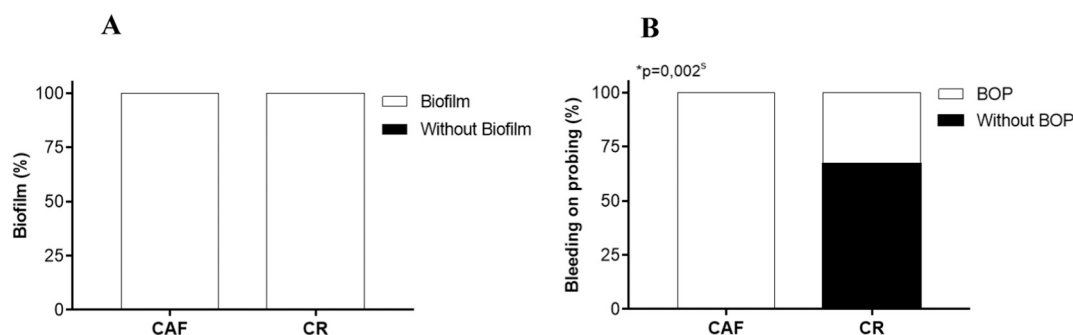 A
Biofilm (%)
100
75
50
25
0
CAF
CR
Biofilm
Without Biofilm
B
*p=0,002ˢ
Bleeding on probing (%)
100
75
50
25
0
CAF
CR
BOP
Without BOP